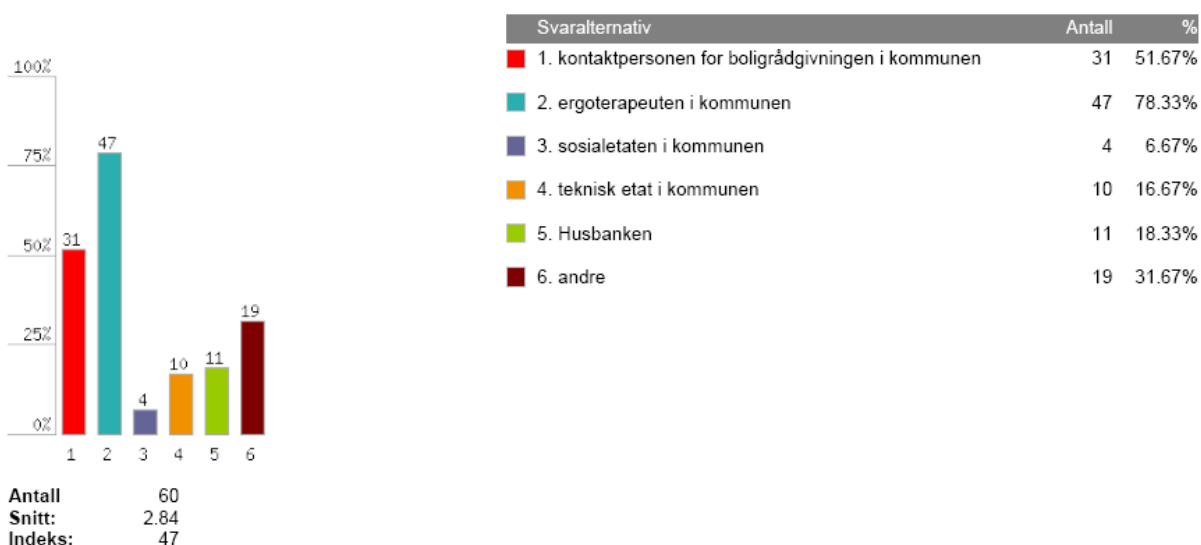 100%
75%
50%
25%
0%
31
47
4
10
11
19
1 2 3 4 5 6
Antall 60
Snitt: 2.84
Indeks: 47
Svaralternativ Antall %
1. kontaktpersonen for boligrådgivningen i kommunen 31 51.67%
2. ergoterapeuten i kommunen 47 78.33%
3. sosialetaten i kommunen 4 6.67%
4. teknisk etat i kommunen 10 16.67%
5. Husbanken 11 18.33%
6. andre 19 31.67%